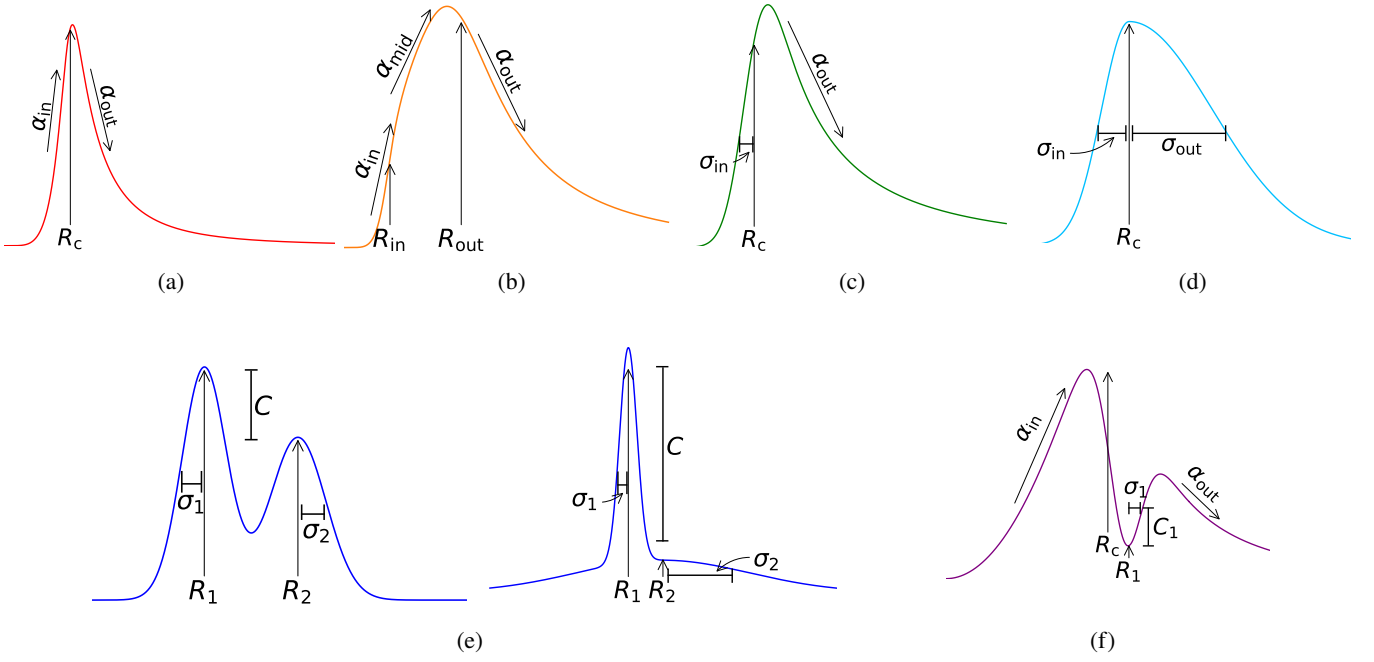 α_in
α_out
R_c
(a)
α_in
α_mid
α_out
R_in
R_out
(b)
σ_in
α_out
R_c
(c)
σ_in
σ_out
R_c
(d)
C
σ_1
σ_2
R_1
R_2
C
σ_1
σ_2
R_1
R_2
(e)
α_in
α_out
σ_1
C_1
R_c
R_1
(f)